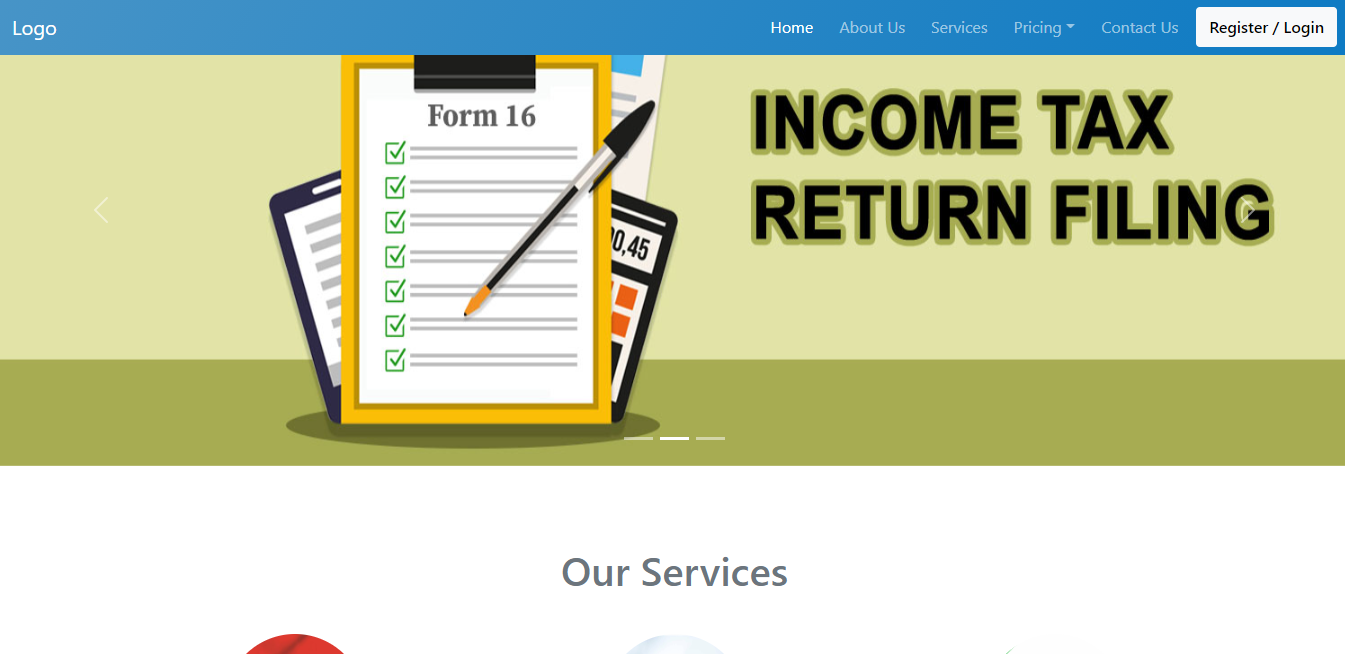 Logo
Home
About Us
Services
Pricing
Contact Us
Register / Login
Form 16
00,45
INCOME TAX
RETURN FILING
Our Services